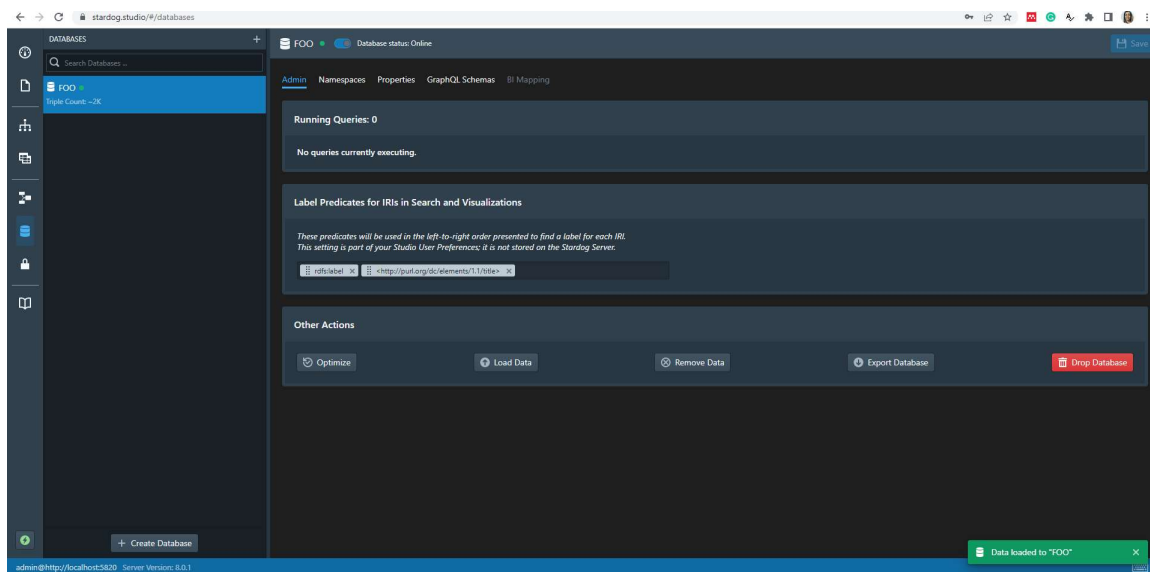 stardog.studio/#/databases
DATABASES
+
FOO
Database status: Online
Save
Search Databases ...
FOO
Triple Count: ~2K
Admin Namespaces Properties GraphQL Schemas BI Mapping
Running Queries: 0
No queries currently executing.
Label Predicates for IRIs in Search and Visualizations
These predicates will be used in the left-to-right order presented to find a label for each IRI.
This setting is part of your Studio User Preferences; it is not stored on the Stardog Server.
rdfs:label × <http://purl.org/dc/elements/1.1/title> ×
Other Actions
Optimize Load Data Remove Data Export Database Drop Database
+ Create Database
Data loaded to "FOO" ×
admin@http://localhost:5820 Server Version: 8.0.1